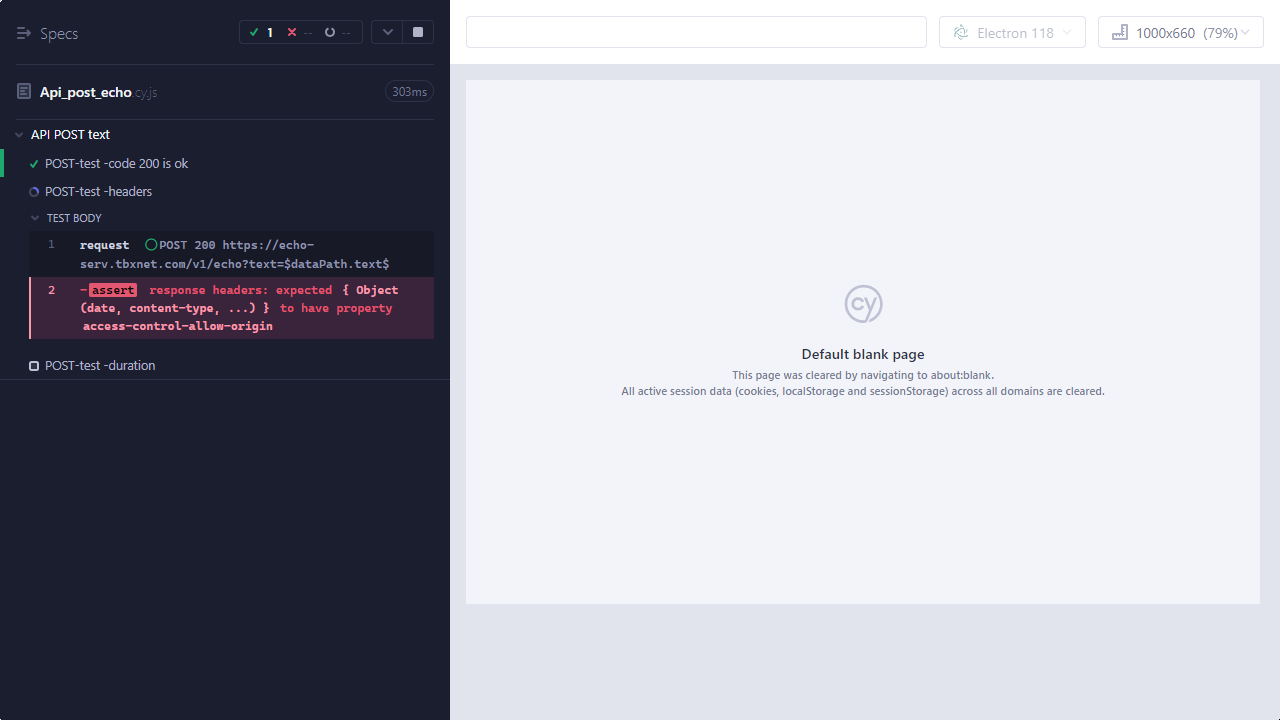 Specs
1 -- --
Electron 118
1000x660 (79%)
Api_post_echo.cy.js
303ms
API POST text
POST-test -code 200 is ok
POST-test -headers
TEST BODY
1 request POST 200 https://echo-
serv.tbxnet.com/v1/echo?text=$dataPath.text$
2 -assert response headers: expected { Object
(date, content-type, ...) } to have property
access-control-allow-origin
POST-test -duration
cy
Default blank page
This page was cleared by navigating to about:blank.
All active session data (cookies, localStorage and sessionStorage) across all domains are cleared.